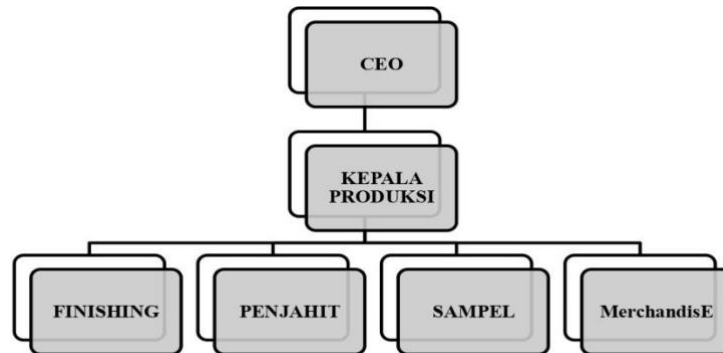 CEO
KEPALA
PRODUKSI
FINISHING
PENJAHIT
SAMPEL
MerchandisE